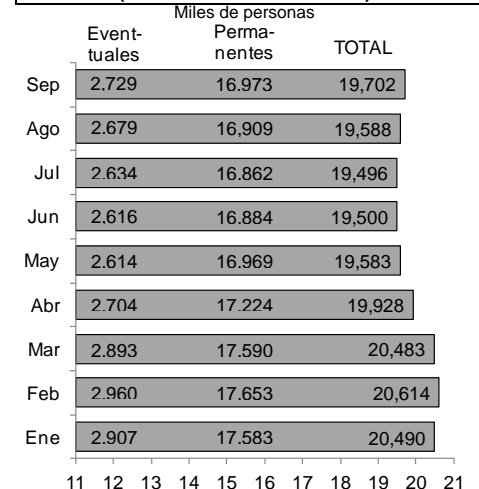 Miles de personas
Event- Perma-
tuales nentes TOTAL
Sep 2.729 16.973 19,702
Ago 2.679 16,909 19,588
Jul 2.634 16.862 19,496
Jun 2.616 16.884 19,500
May 2.614 16.969 19,583
Abr 2.704 17.224 19,928
Mar 2.893 17.590 20,483
Feb 2.960 17.653 20,614
Ene 2.907 17.583 20,490
11 12 13 14 15 16 17 18 19 20 21